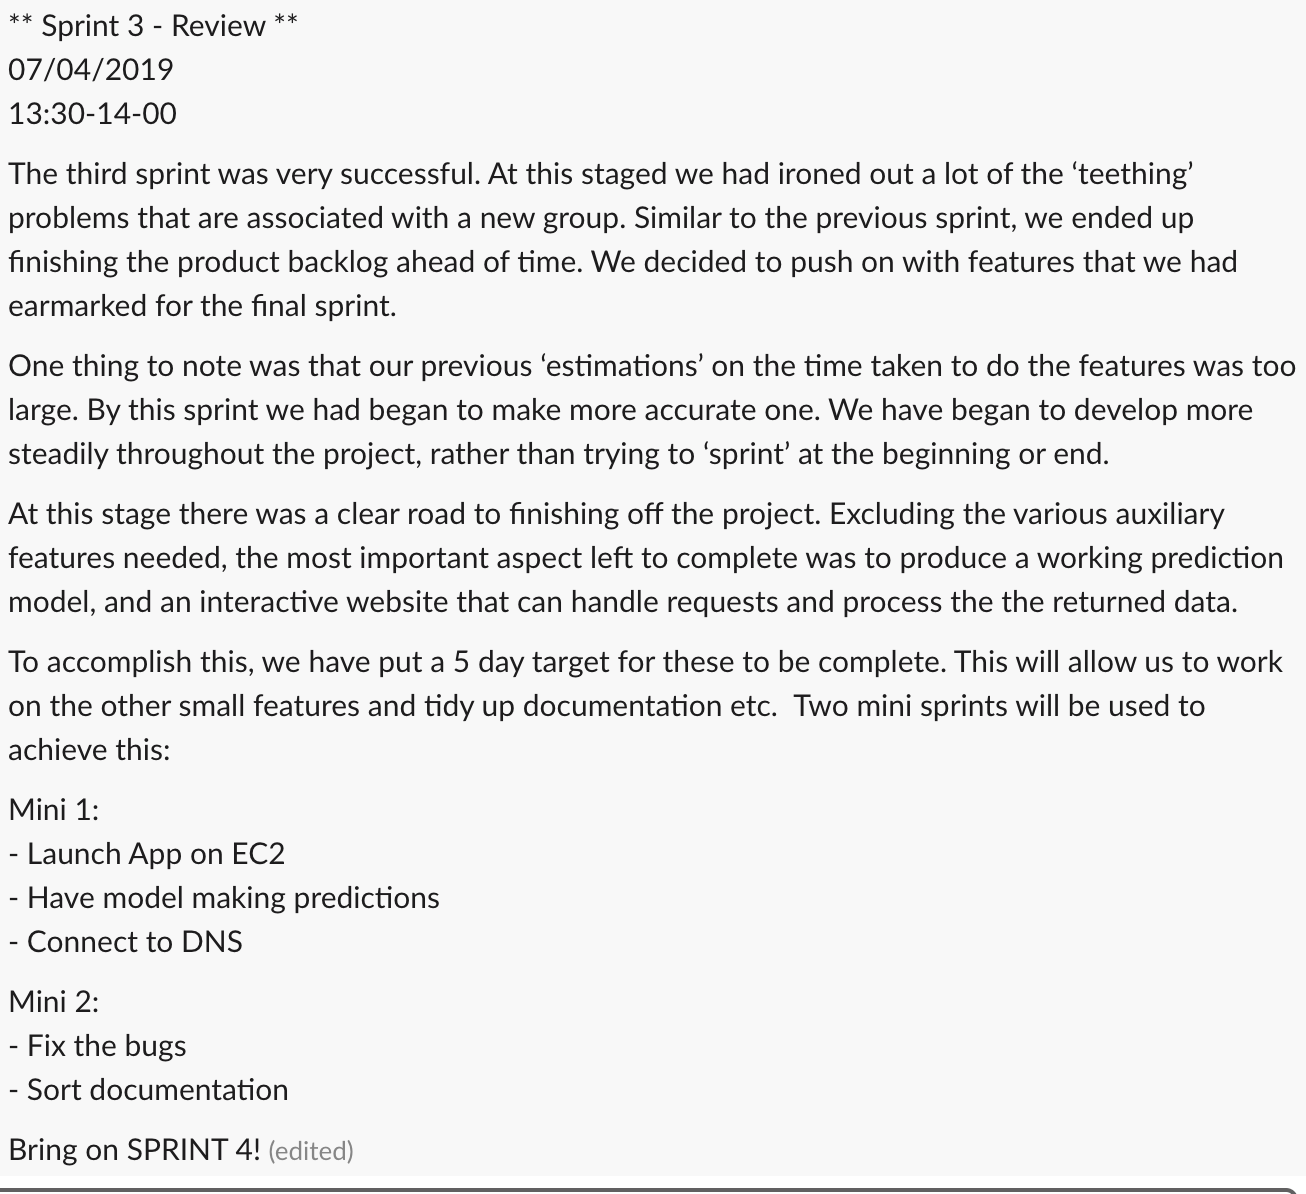 ** Sprint 3 - Review **
07/04/2019
13:30-14-00
The third sprint was very successful. At this staged we had ironed out a lot of the ‘teething’
problems that are associated with a new group. Similar to the previous sprint, we ended up
finishing the product backlog ahead of time. We decided to push on with features that we had
earmarked for the final sprint.
One thing to note was that our previous ‘estimations’ on the time taken to do the features was too
large. By this sprint we had began to make more accurate one. We have began to develop more
steadily throughout the project, rather than trying to ‘sprint’ at the beginning or end.
At this stage there was a clear road to finishing off the project. Excluding the various auxiliary
features needed, the most important aspect left to complete was to produce a working prediction
model, and an interactive website that can handle requests and process the the returned data.
To accomplish this, we have put a 5 day target for these to be complete. This will allow us to work
on the other small features and tidy up documentation etc.  Two mini sprints will be used to
achieve this:
Mini 1:
- Launch App on EC2
- Have model making predictions
- Connect to DNS
Mini 2:
- Fix the bugs
- Sort documentation
Bring on SPRINT 4! (edited)